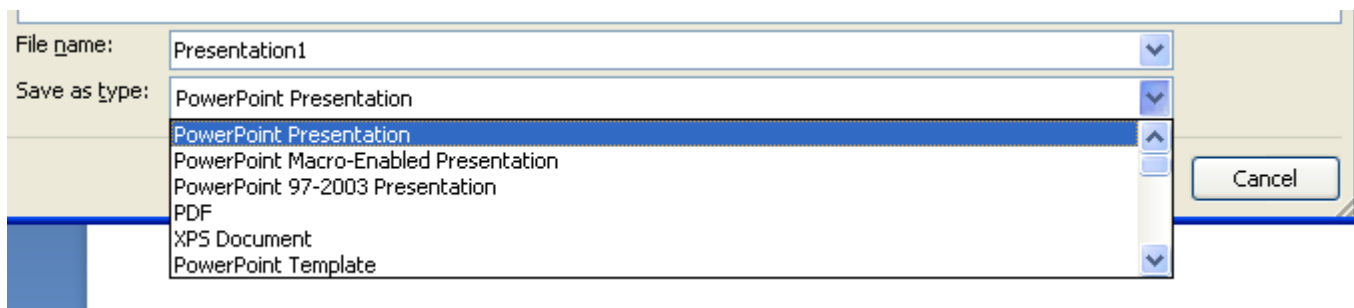 File name:
Presentation1
Save as type:
PowerPoint Presentation
PowerPoint Presentation
PowerPoint Macro-Enabled Presentation
PowerPoint 97-2003 Presentation
PDF
XPS Document
PowerPoint Template
Cancel